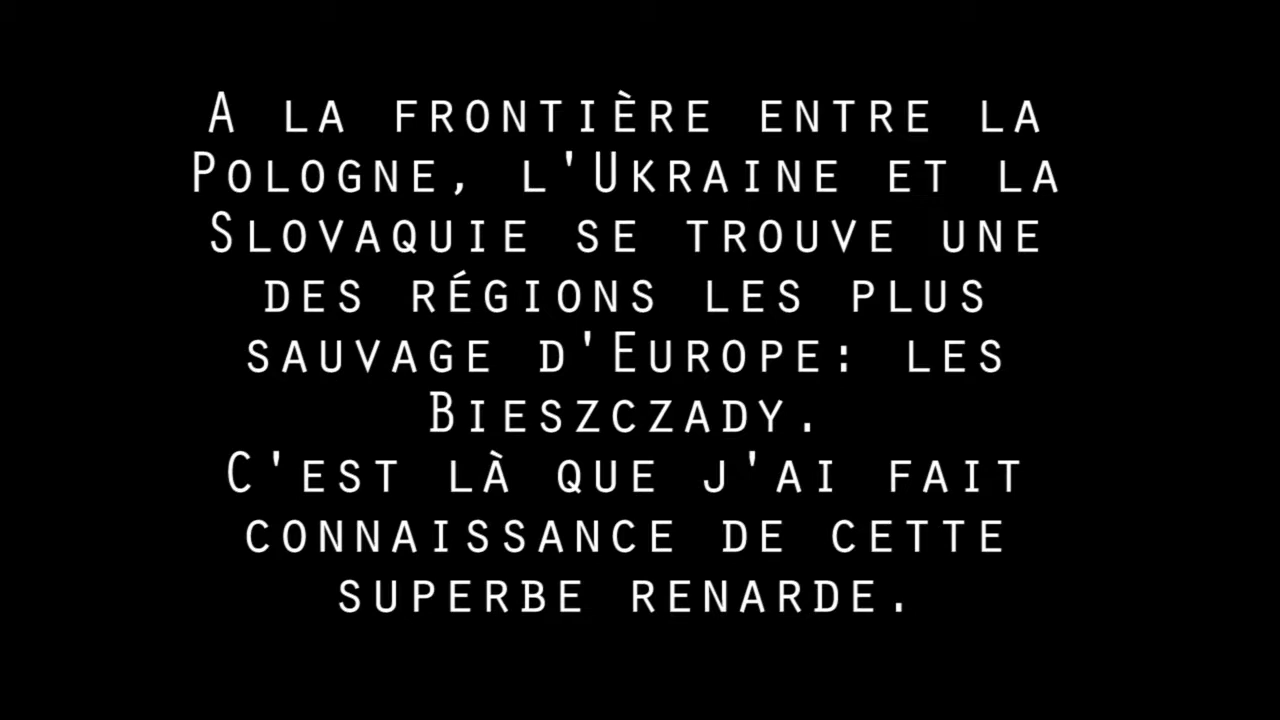 A la frontière entre la
Pologne, l'Ukraine et la
Slovaquie se trouve une
des régions les plus
sauvage d'Europe: les
Bieszczady.
C'est là que j'ai fait
connaissance de cette
superbe renarde.